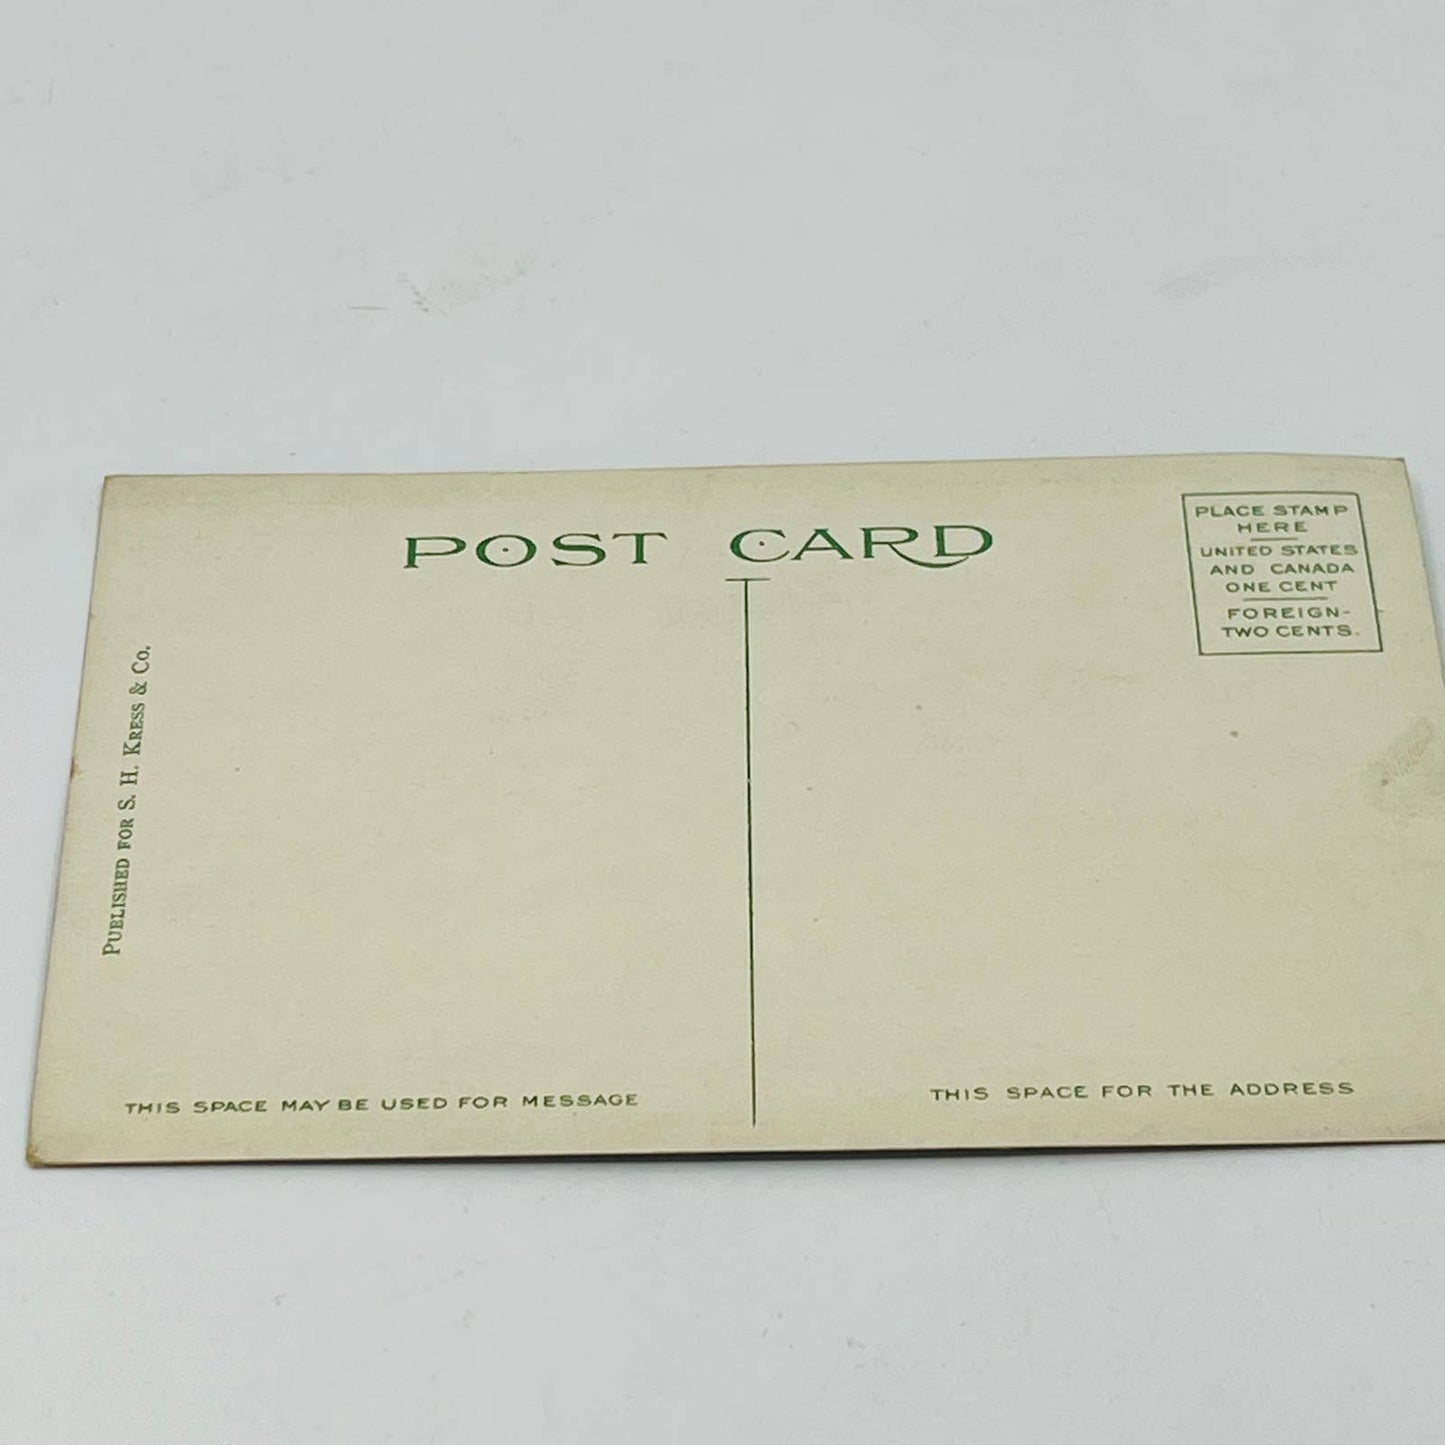 POST CARD
PLACE STAMP
HERE
UNITED STATES
AND CANADA
ONE CENT
FOREIGN-
TWO CENTS.
PUBLISHED FOR S. H. KRESS & CO.
THIS SPACE MAY BE USED FOR MESSAGE
THIS SPACE FOR THE ADDRESS